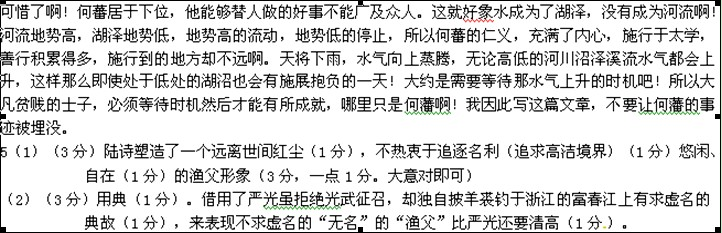 可惜了啊！何蕃居于下位，他能够替人做的好事不能广及众人。这就好象水成为了湖泽，没有成为河流啊！
河流地势高，湖泽地势低，地势高的流动，地势低的停止，所以何蕃的仁义，充满了内心，施行于太学，
善行积累得多，施行到的地方却不远啊。天将下雨，水气向上蒸腾，无论高低的河川沼泽溪流水气都会上
升，这样那么即使处于低处的湖沼也会有施展抱负的一天！大约是需要等待那水气上升的时机吧！所以大
凡贫贱的士子，必须等待时机然后才能有所成就，哪里只是何蕃啊！我因此写这篇文章，不要让何蕃的事
迹被埋没。
5（1）（3分）陆诗塑造了一个远离世间红尘（1分），不热衷于追逐名利（追求高洁境界）（1分）悠闲、
自在（1分）的渔父形象（3分，一点1分。大意对即可）
（2）（3分）用典（1分）。借用了严光虽拒绝光武征召，却独自披羊裘钓于浙江的富春江上有求虚名的
典故（1分），来表现不求虚名的“无名”的“渔父”比严光还要清高（1分.）。